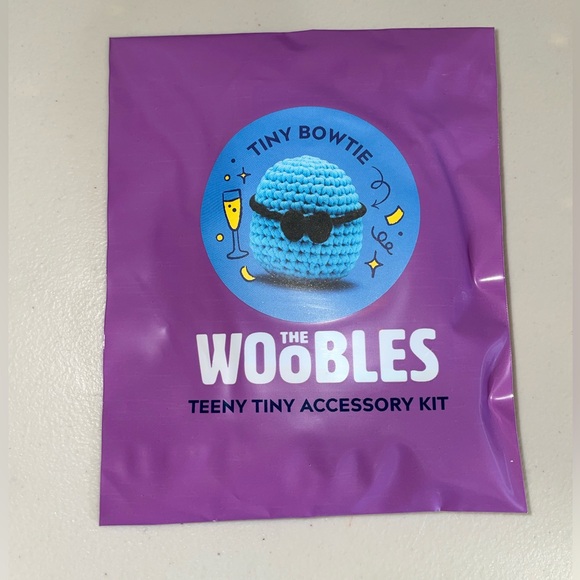 TINY BOWTIE
THE
WOOBLES
TEENY TINY ACCESSORY KIT